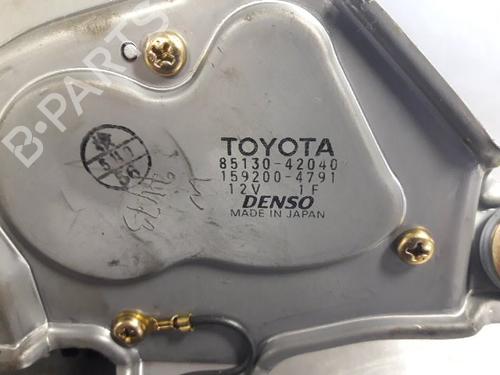 B-PARTS
TOYOTA
85130-42040
159200-4791
12V 1F
DENSO
MADE IN JAPAN